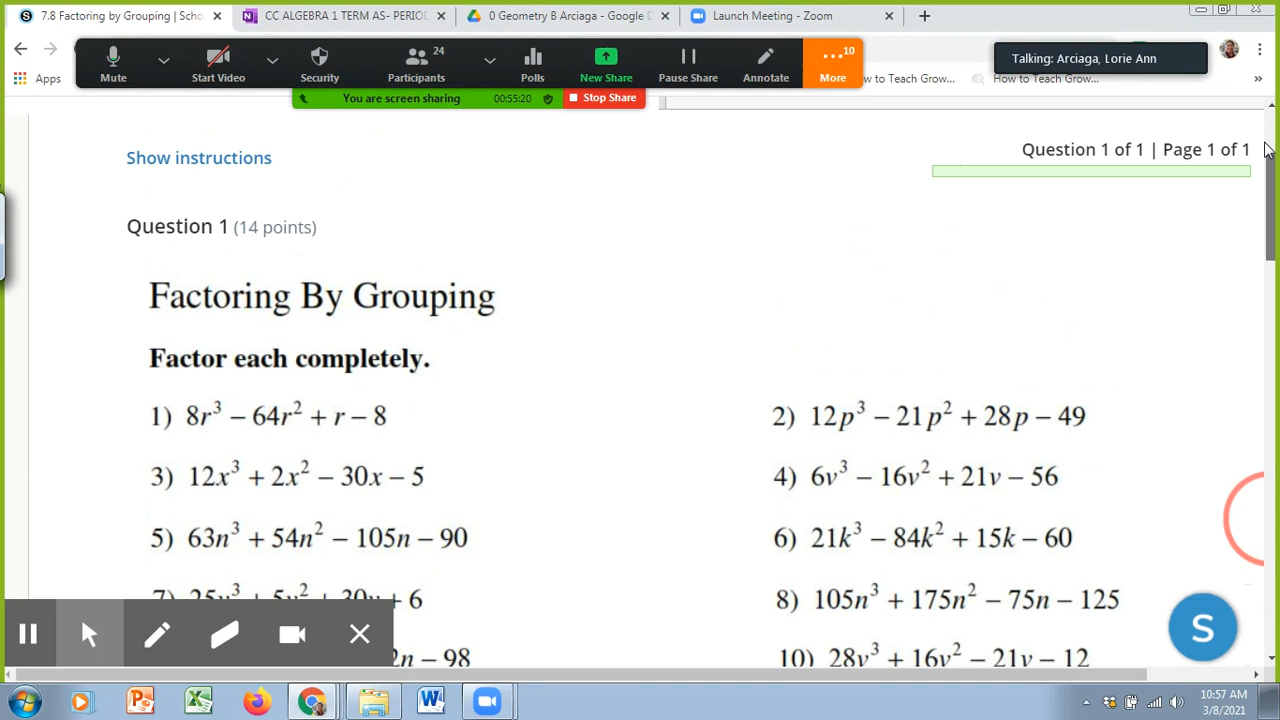 7.8 Factoring by Grouping | Scho
CC ALGEBRA 1 TERM AS- PERIOD
0 Geometry B Arciaga - Google D
Launch Meeting - Zoom
Mute
Start Video
Security
24
Participants
Polls
New Share
Pause Share
Annotate
10
More
Talking: Arciaga, Lorie Ann
Apps
You are screen sharing
00:55:20
Stop Share
ow to Teach Grow...
How to Teach Grow...
Show instructions
Question 1 of 1 | Page 1 of 1
Question 1 (14 points)
Factoring By Grouping
Factor each completely.
1) 8r³ − 64r² + r − 8
2) 12p³ − 21p² + 28p − 49
3) 12x³ + 2x² − 30x − 5
4) 6v³ − 16v² + 21v − 56
5) 63n³ + 54n² − 105n − 90
6) 21k³ − 84k² + 15k − 60
7) 25v³ + 5v² + 30v + 6
8) 105n³ + 175n² − 75n − 125
2n − 98
10) 28v³ + 16v² − 21v − 12
S
10:57 AM
3/8/2021